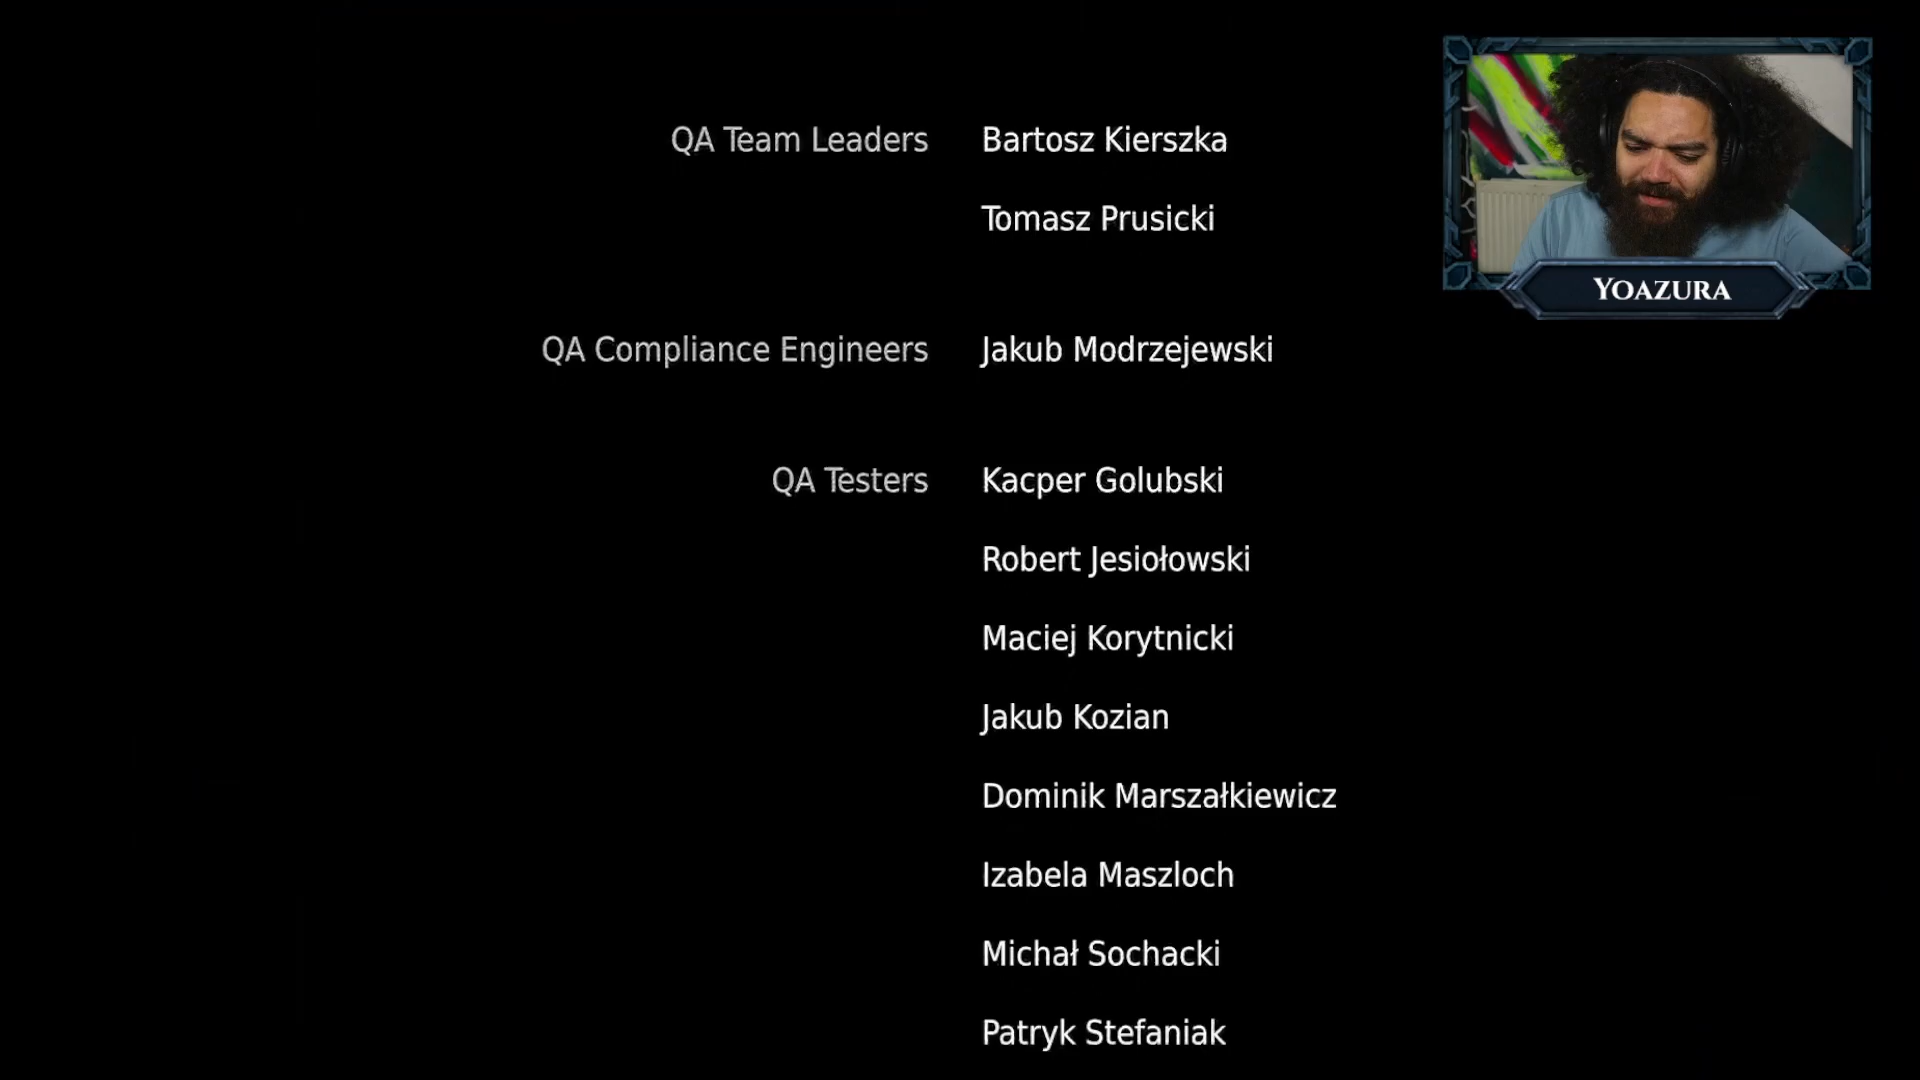 QA Team Leaders Bartosz Kierszka
Tomasz Prusicki
QA Compliance Engineers Jakub Modrzejewski
QA Testers Kacper Golubski
Robert Jesiołowski
Maciej Korytnicki
Jakub Kozian
Dominik Marszałkiewicz
Izabela Maszloch
Michał Sochacki
Patryk Stefaniak
YOAZURA